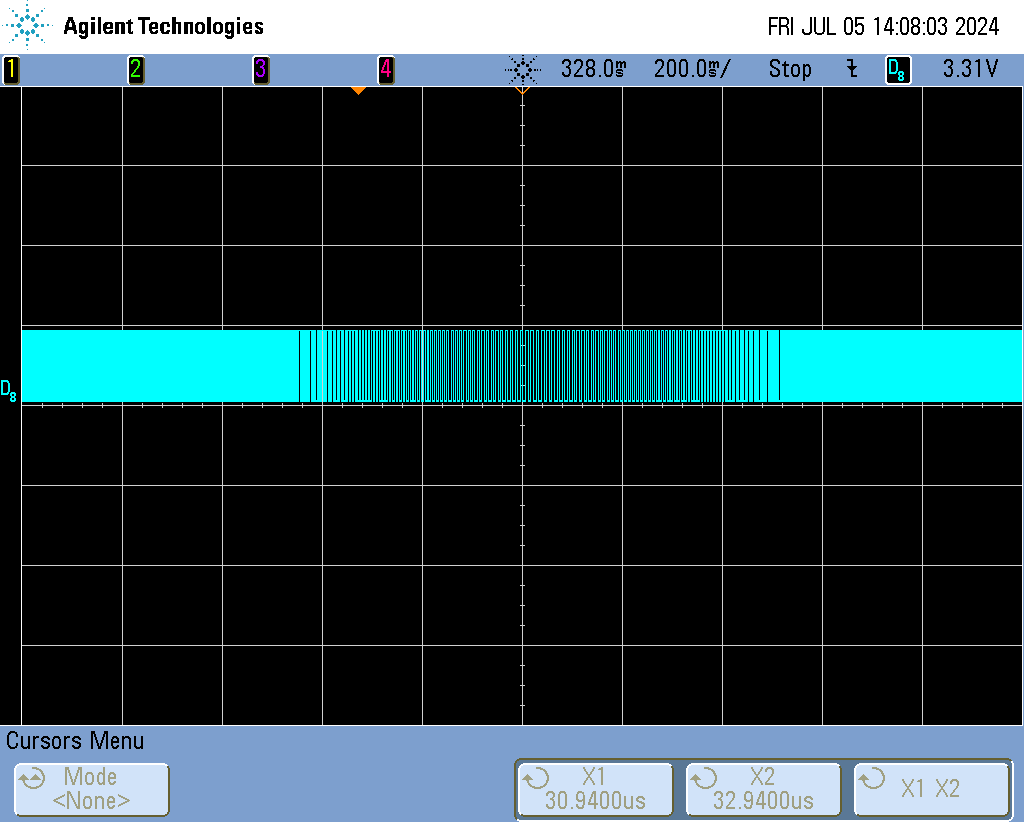 Agilent Technologies FRI JUL 05 14:08:03 2024
1 2 3 4 328.0ms 200.0ms/ Stop D8 3.31V
D8
Cursors Menu
Mode X1 X2 X1 X2
<None> 30.9400us 32.9400us